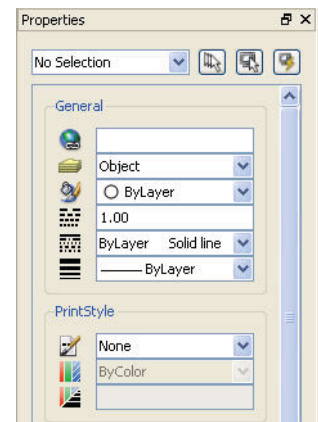 Properties
No Selection
General
Object
ByLayer
1.00
ByLayer Solid line
ByLayer
PrintStyle
None
ByColor